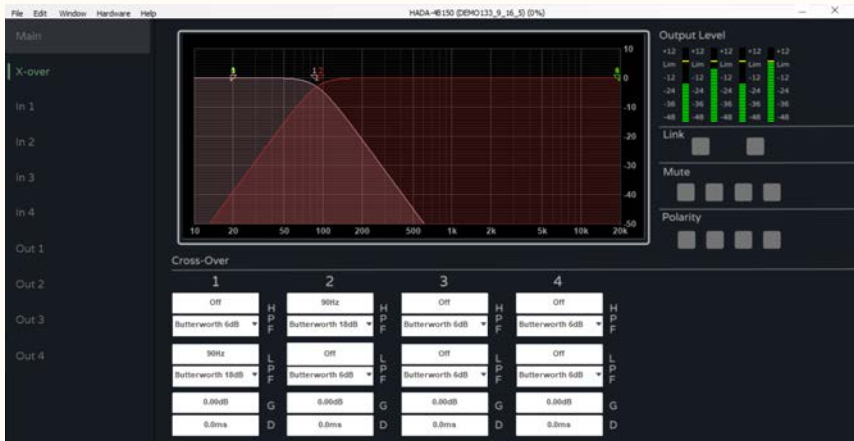 File Edit Window Hardware Help HADA-4B150 (DEMO133_9_16_5) (0%)
Main
X-over
In 1
In 2
In 3
In 4
Out 1
Out 2
Out 3
Out 4
10
0
-10
-20
-30
-40
-50
10 20 50 100 200 500 1k 2k 5k 10k 20k
Output Level
+12 +12 +12 +12
Lim Lim Lim Lim
-12 -12 -12 -12
-24 -24 -24 -24
-36 -36 -36 -36
-48 -48 -48 -48
Link
Mute
Polarity
Cross-Over
1 2 3 4
Off 90Hz Off Off
Butterworth 6dB Butterworth 18dB Butterworth 6dB Butterworth 6dB
HPF HPF HPF HPF
90Hz Off Off Off
Butterworth 18dB Butterworth 6dB Butterworth 6dB Butterworth 6dB
LPF LPF LPF LPF
0.00dB G 0.00dB G 0.00dB G 0.00dB G
0.0ms D 0.0ms D 0.0ms D 0.0ms D